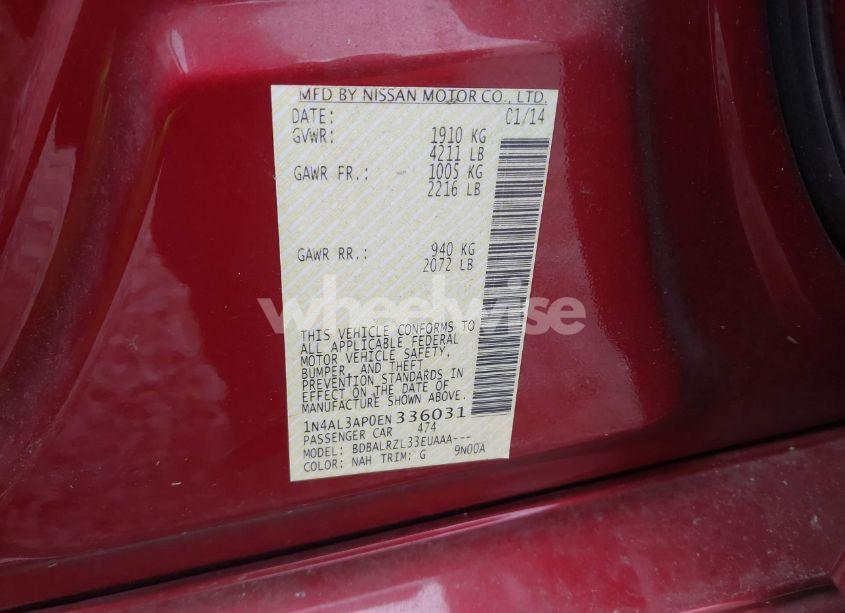 MFD BY NISSAN MOTOR CO., LTD.
DATE: 01/14
GVWR: 1910 KG
4211 LB
GAWR FR.: 1005 KG
2216 LB
GAWR RR.: 940 KG
2072 LB
wheelwise
THIS VEHICLE CONFORMS TO
ALL APPLICABLE FEDERAL
MOTOR VEHICLE SAFETY,
BUMPER, AND THEFT
PREVENTION STANDARDS IN
EFFECT ON THE DATE OF
MANUFACTURE SHOWN ABOVE.
1N4AL3AP0EN336031
PASSENGER CAR 474
MODEL: BDBALRZL33EUAAA---
COLOR: NAH TRIM: G 9N00A